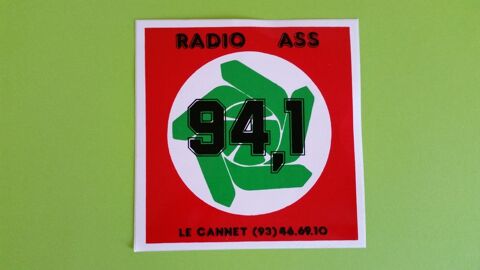 RADIO ASS
94,1
LE CANNET (93) 46.69.10